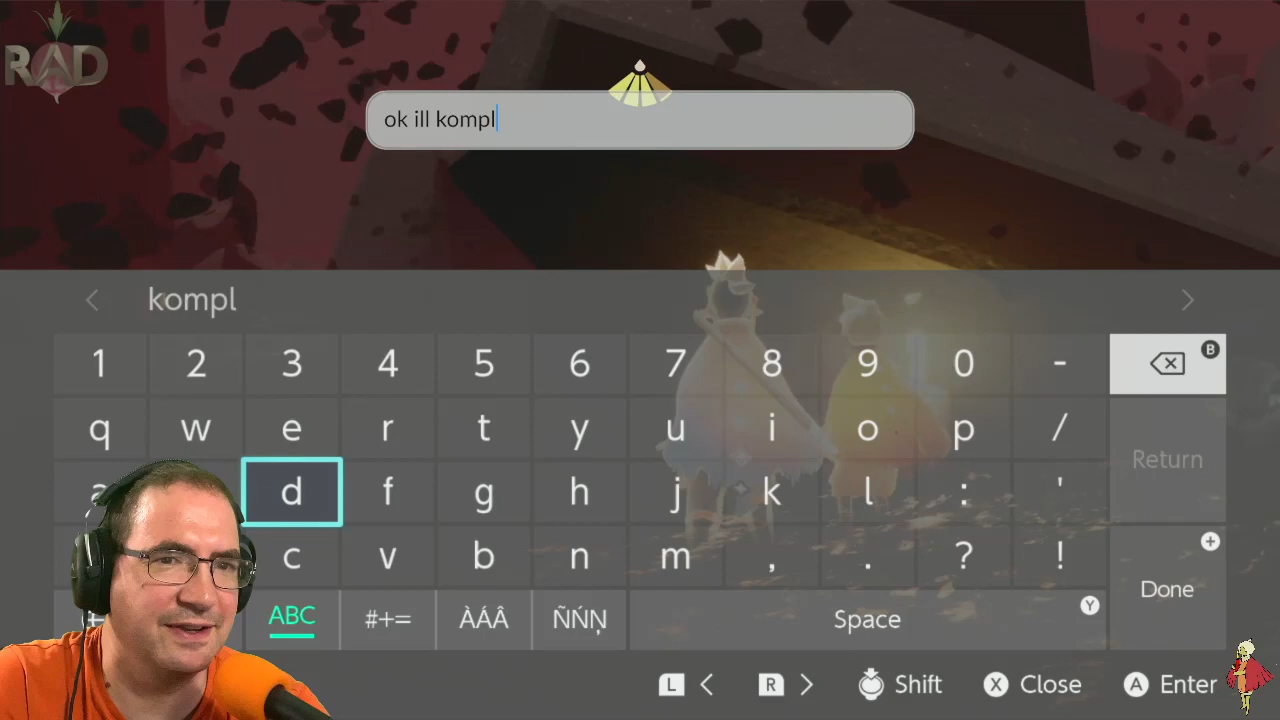 RAD
ok ill kompl
kompl
1 2 3 4 5 6 7 8 9 0 - B
q w e r t y u i o p /
Return
a d f g h j k l : '
c v b n m , . ? ! +
Done
ABC #+= ÀÁÂ ÑŃŅ Space Y
L < R > Shift X Close A Enter